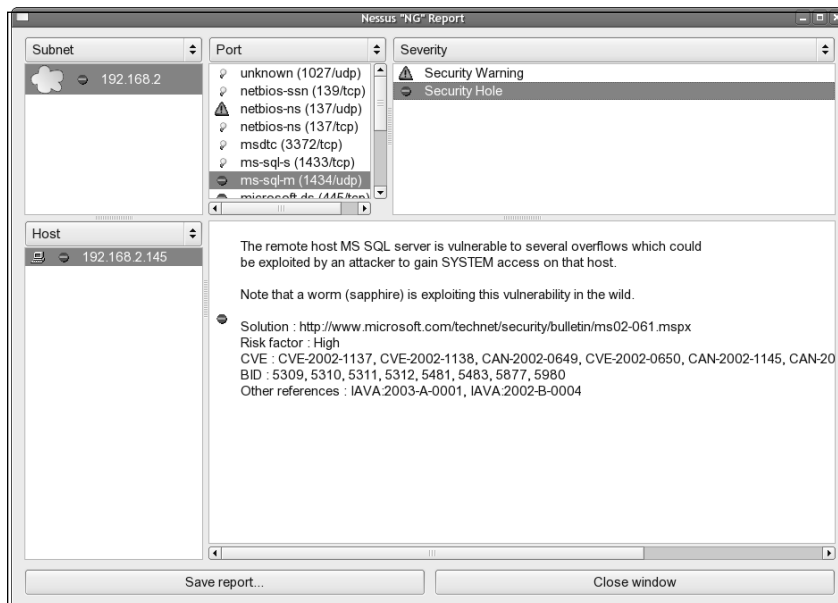 Nessus "NG" Report
Subnet
192.168.2
Port
unknown (1027/udp)
netbios-ssn (139/tcp)
netbios-ns (137/udp)
netbios-ns (137/tcp)
msdtc (3372/tcp)
ms-sql-s (1433/tcp)
ms-sql-m (1434/udp)
microsoft-ds (445/tcp)
Severity
Security Warning
Security Hole
Host
192.168.2.145
The remote host MS SQL server is vulnerable to several overflows which could
be exploited by an attacker to gain SYSTEM access on that host.
Note that a worm (sapphire) is exploiting this vulnerability in the wild.
Solution : http://www.microsoft.com/technet/security/bulletin/ms02-061.mspx
Risk factor : High
CVE : CVE-2002-1137, CVE-2002-1138, CAN-2002-0649, CVE-2002-0650, CAN-2002-1145, CAN-20
BID : 5309, 5310, 5311, 5312, 5481, 5483, 5877, 5980
Other references : IAVA:2003-A-0001, IAVA:2002-B-0004
Save report...
Close window